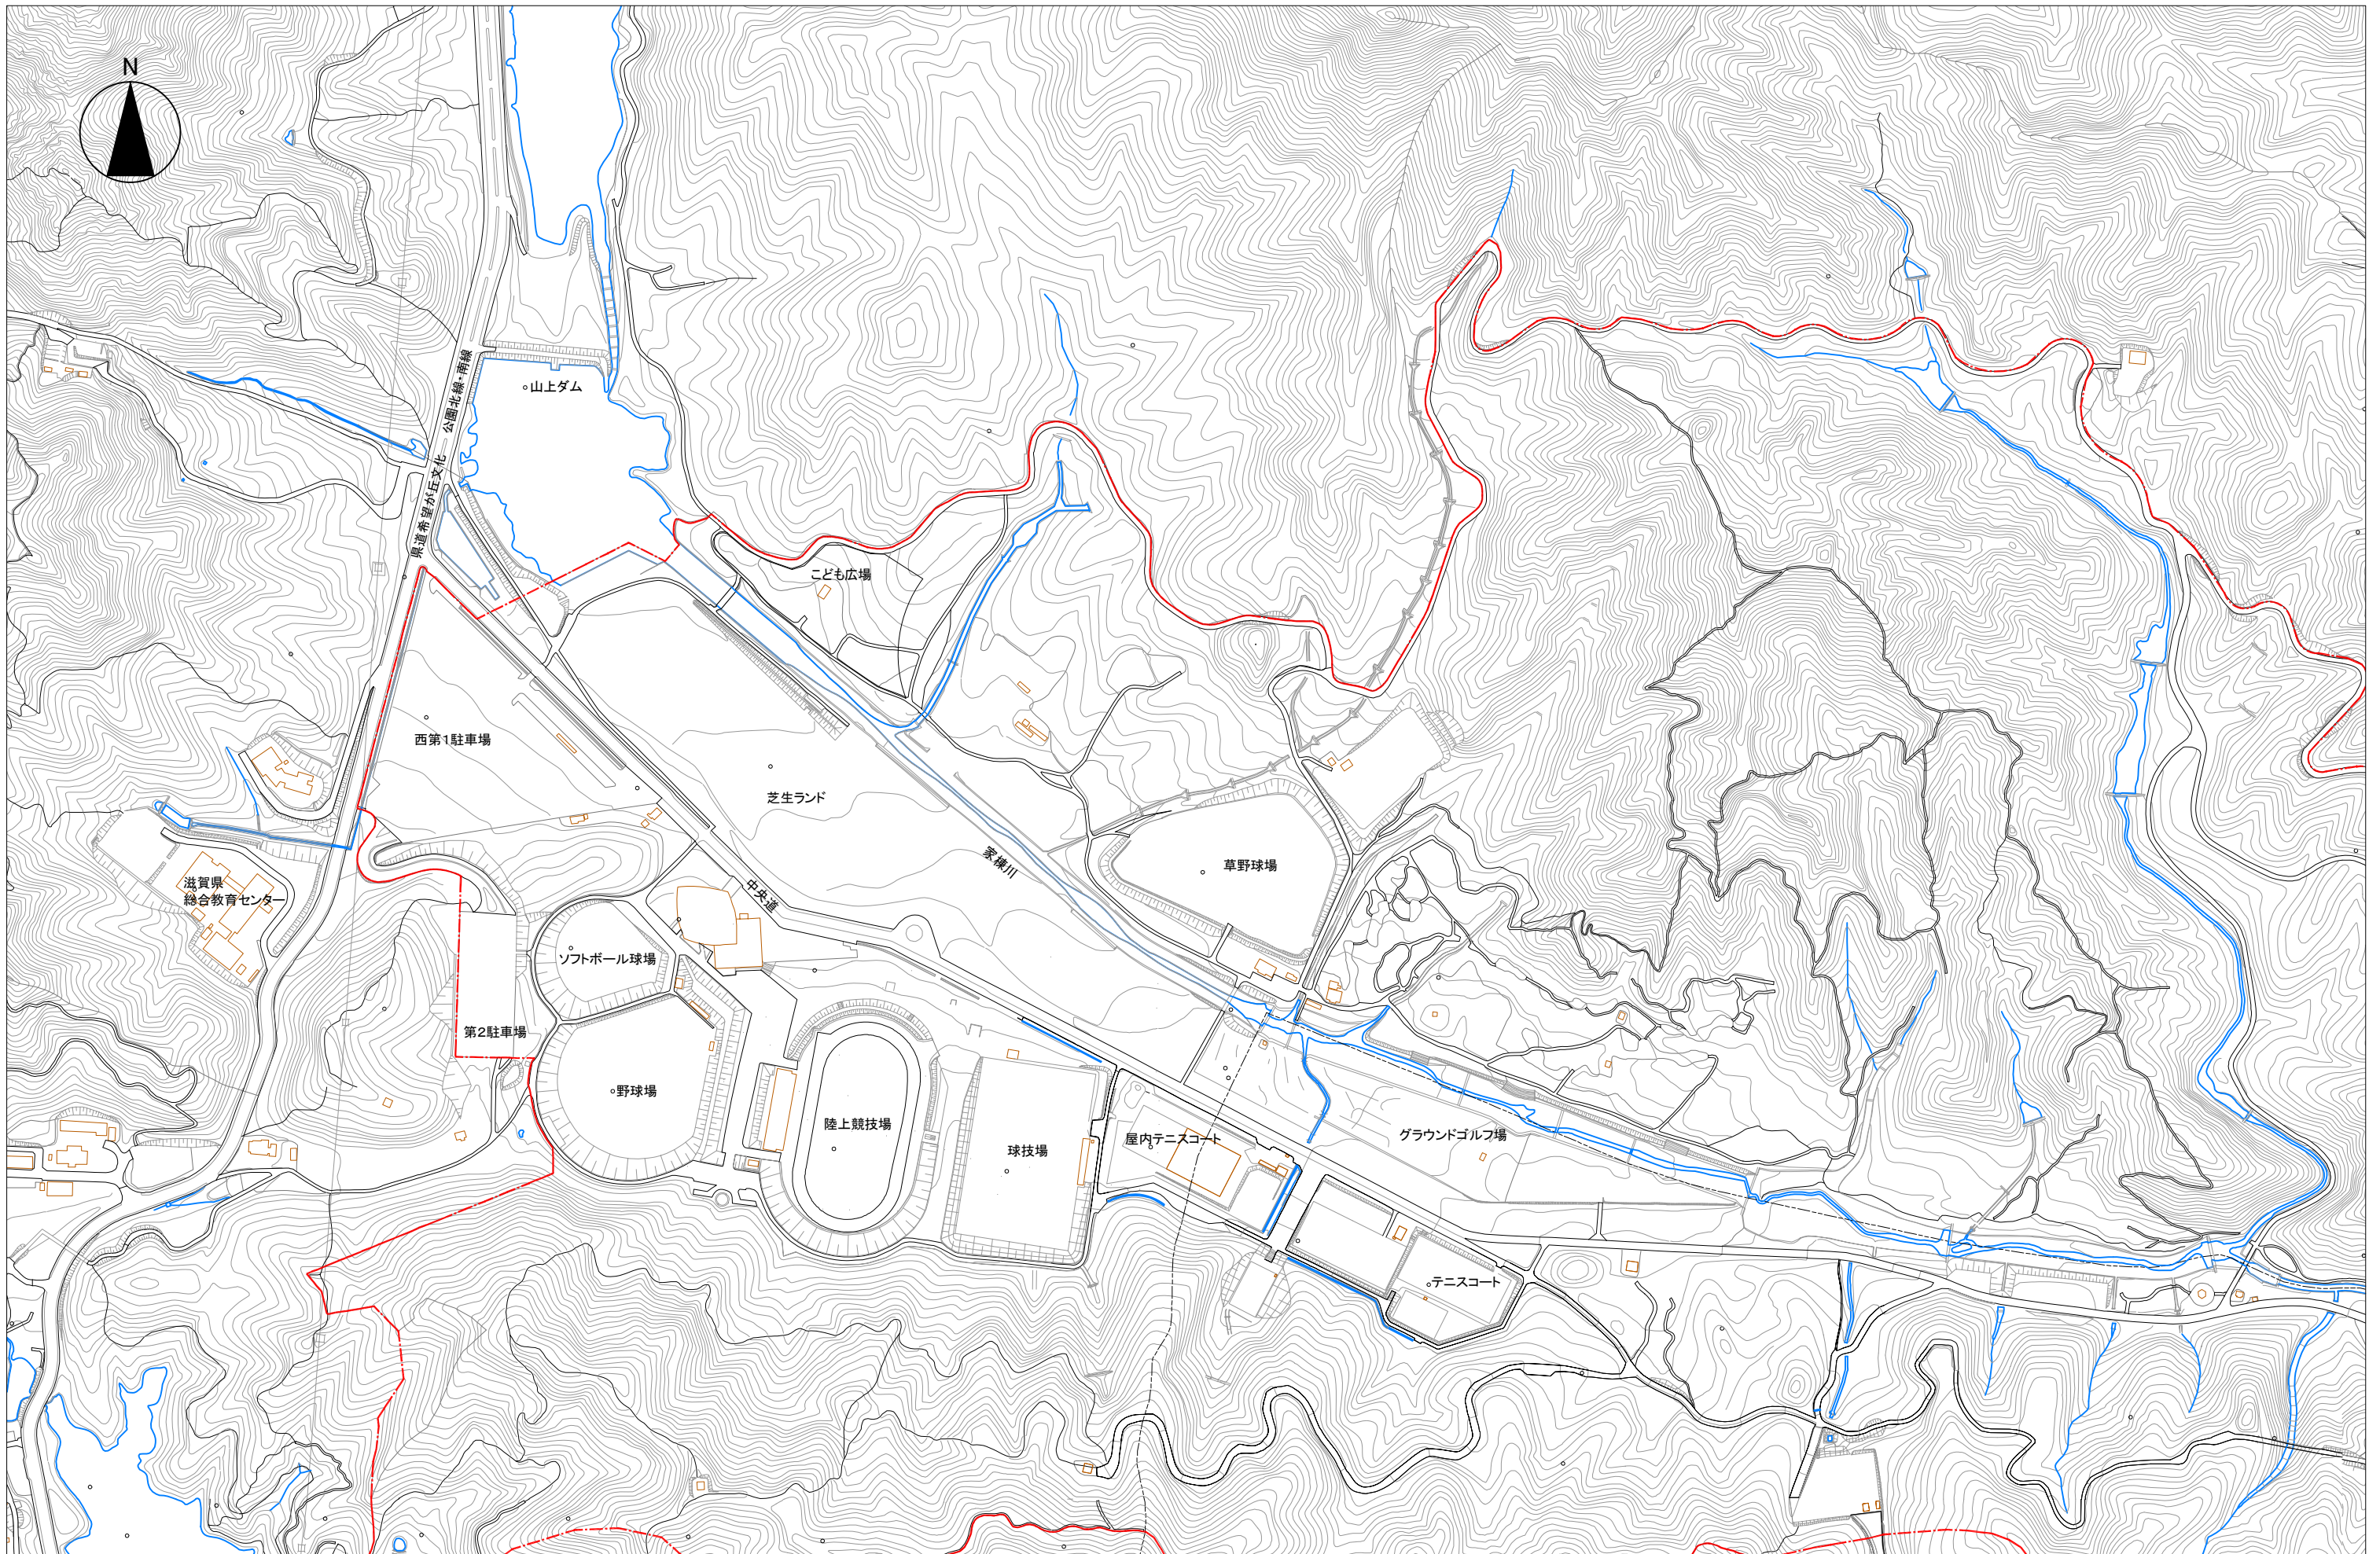 N
山上ダム
県道希望が丘文化公園北線・南線
こども広場
西第1駐車場
芝生ランド
家棟川
草野球場
滋賀県
総合教育センター
中央道
ソフトボール球場
第2駐車場
野球場
陸上競技場
球技場
屋内テニスコート
グラウンドゴルフ場
テニスコート